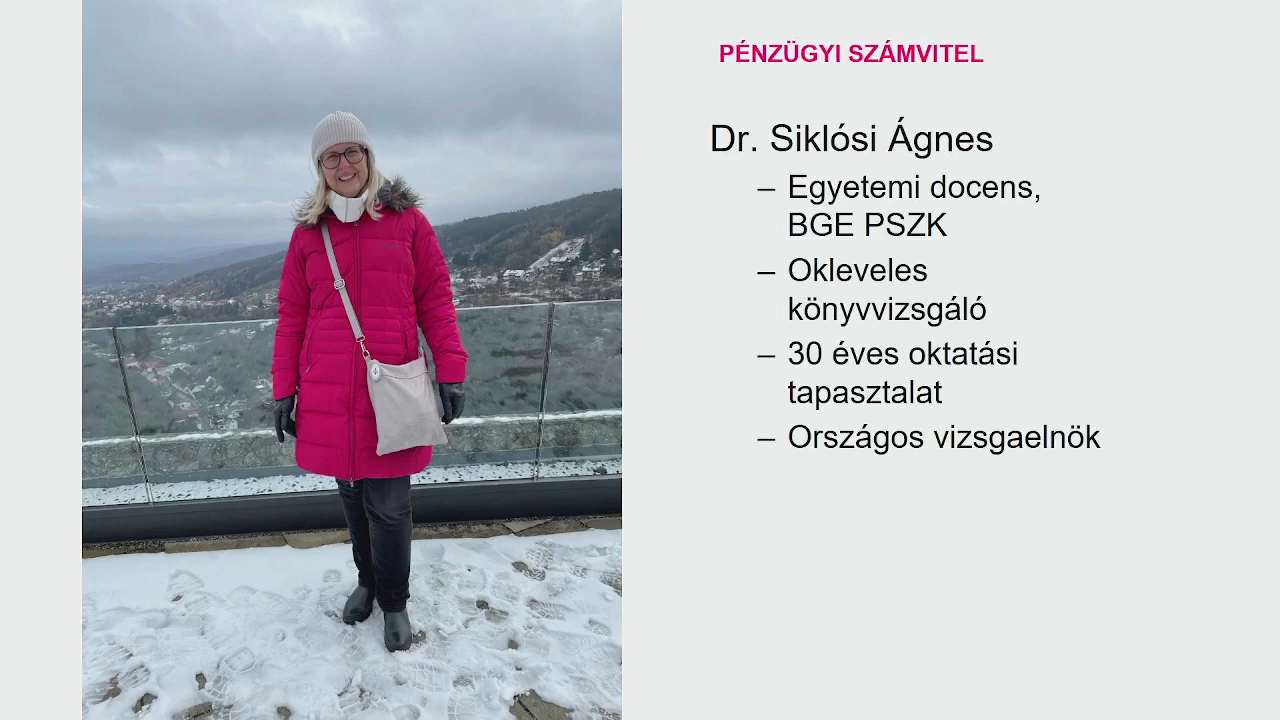 PÉNZÜGYI SZÁMVITEL
Dr. Siklósi Ágnes
– Egyetemi docens,
BGE PSZK
– Okleveles
könyvvizsgáló
– 30 éves oktatási
tapasztalat
– Országos vizsgaelnök